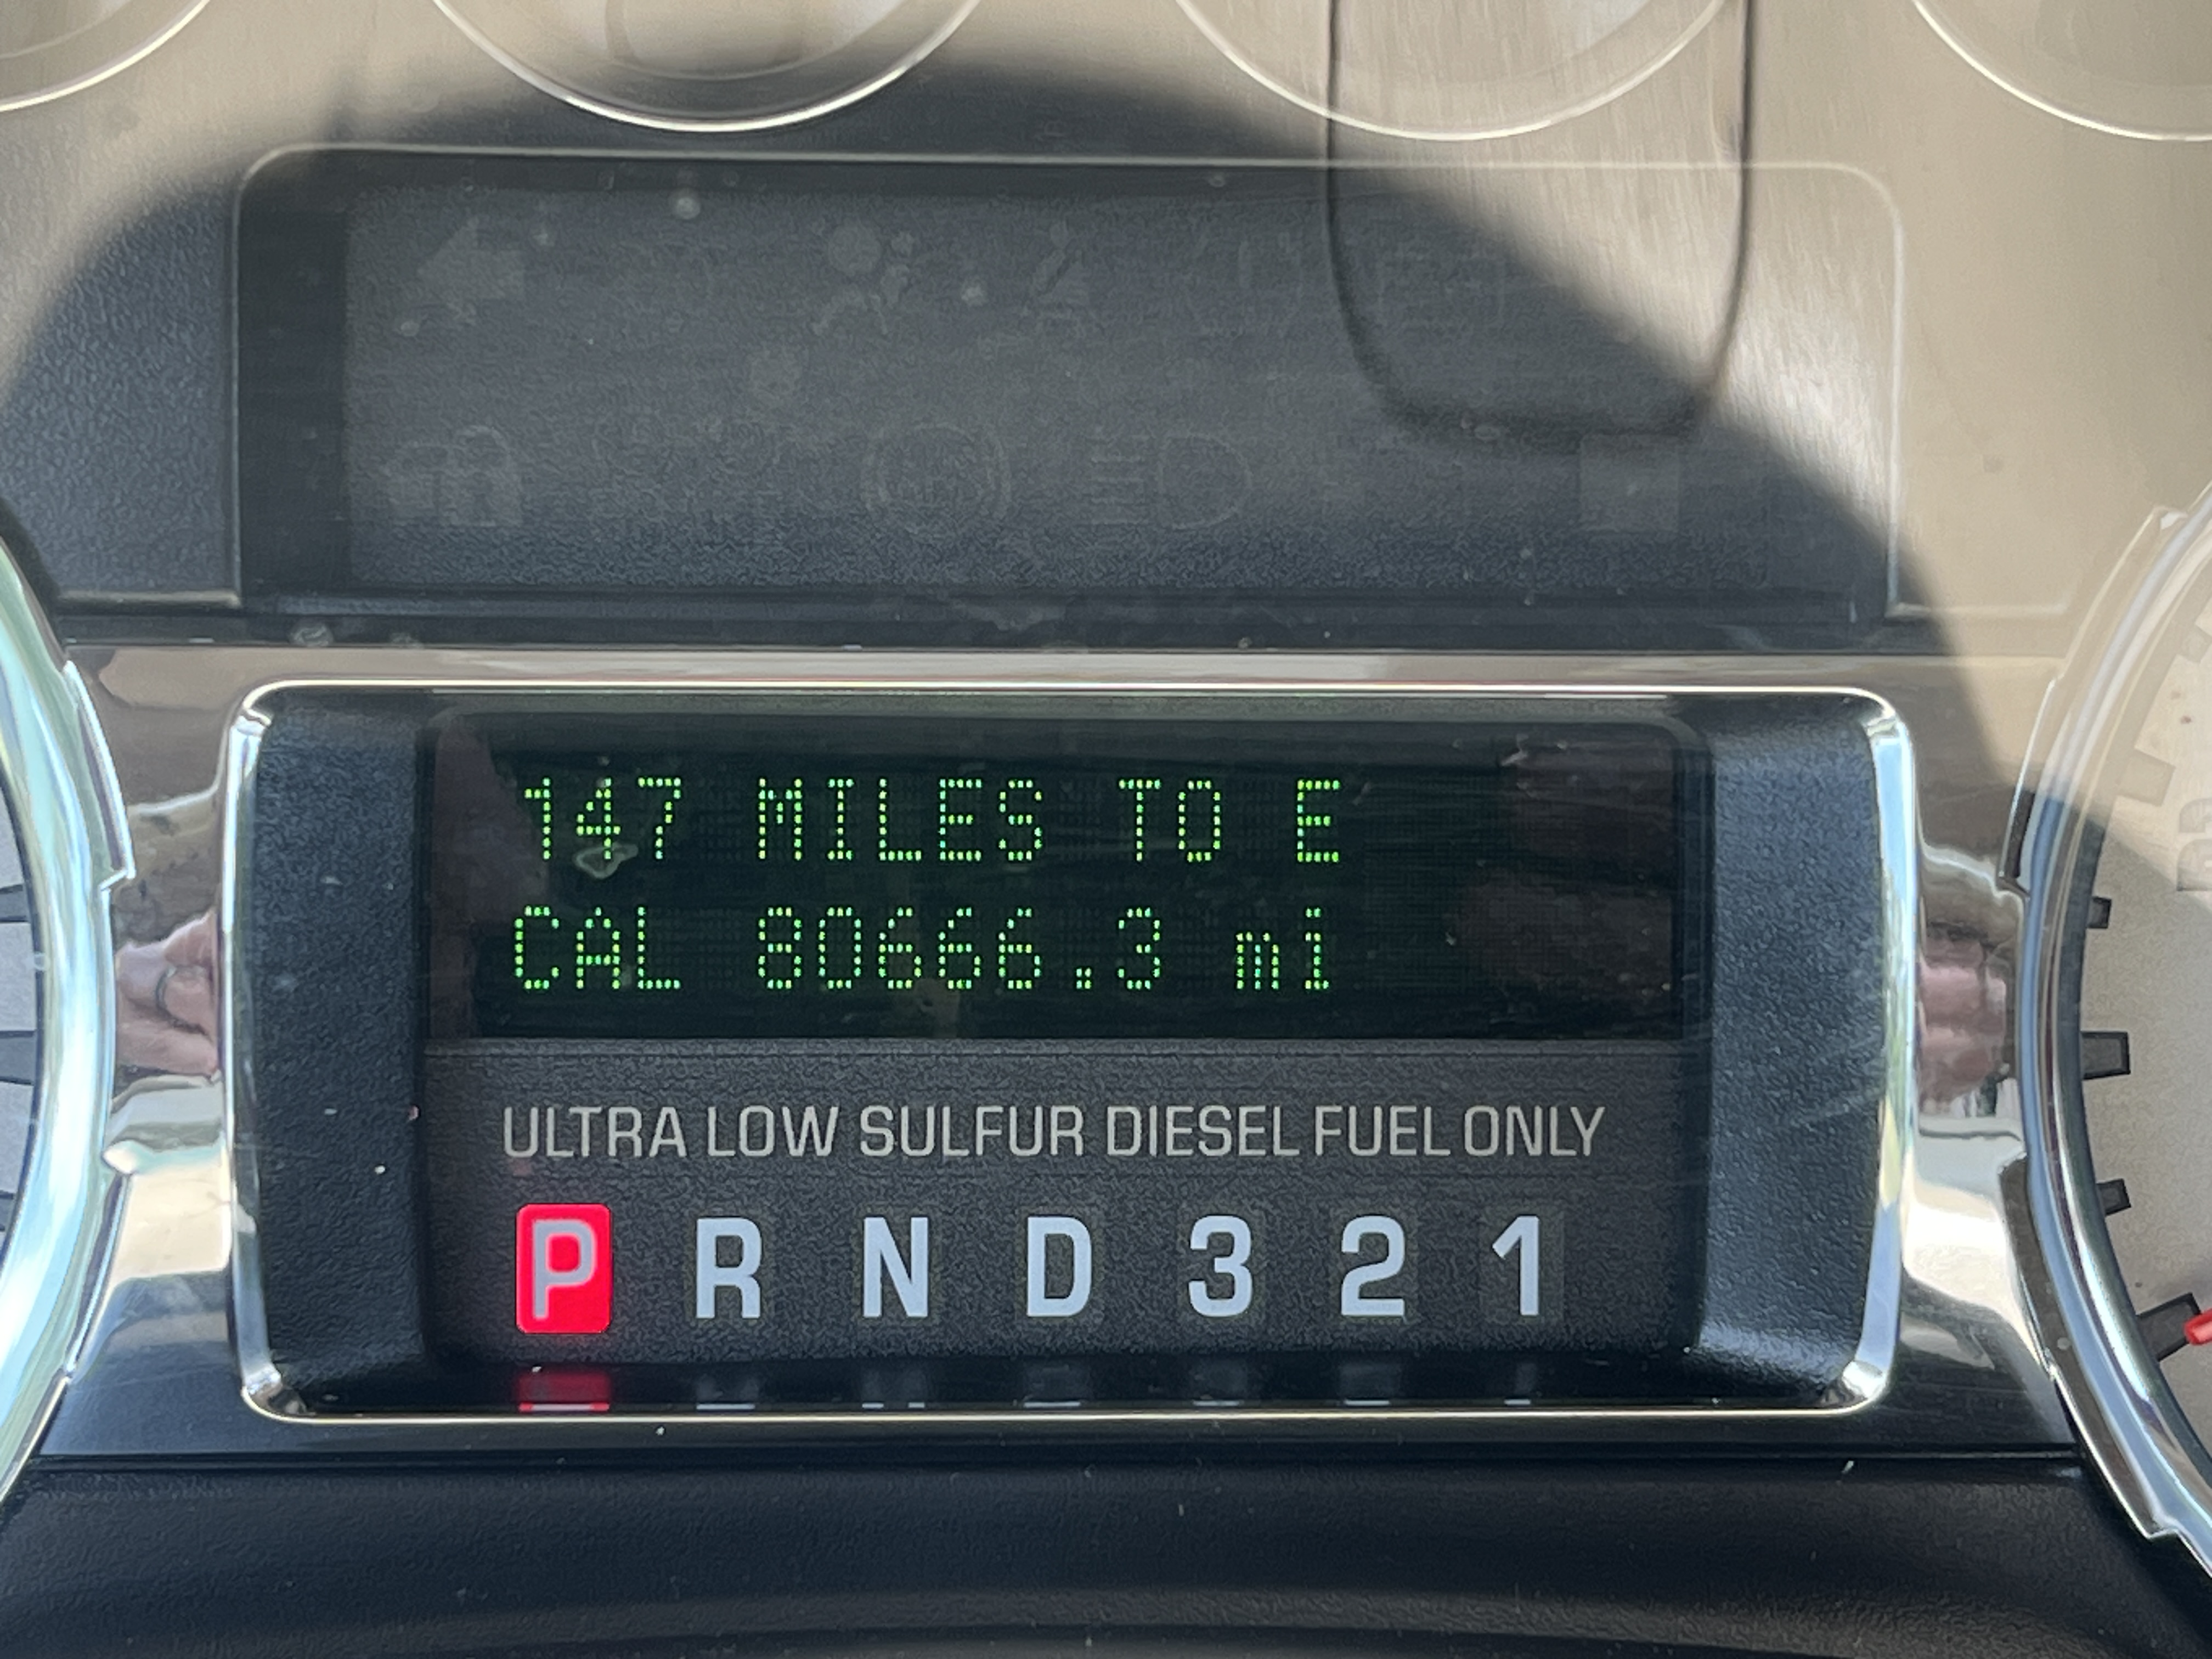 147 MILES TO E
CAL 80666.3 mi
ULTRA LOW SULFUR DIESEL FUEL ONLY
P R N D 3 2 1